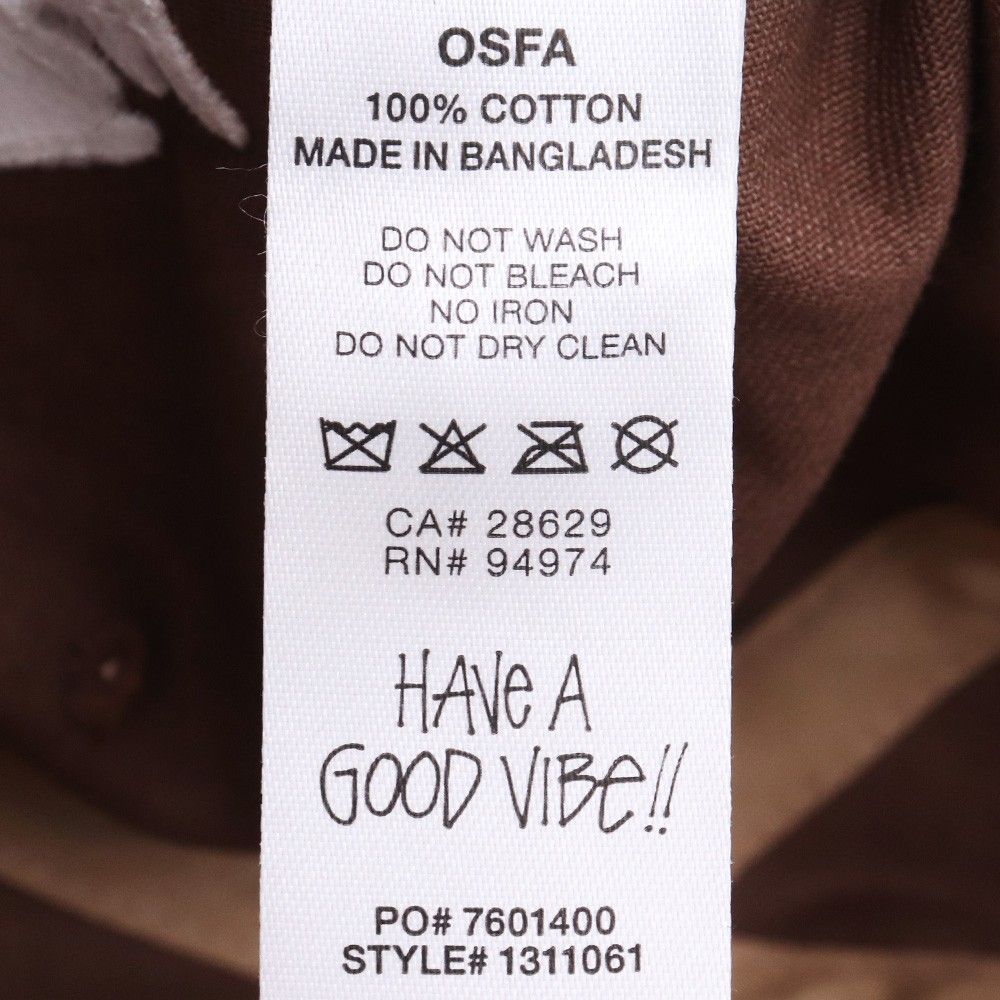 OSFA
100% COTTON
MADE IN BANGLADESH
DO NOT WASH
DO NOT BLEACH
NO IRON
DO NOT DRY CLEAN
CA# 28629
RN# 94974
HAVe A
GOOD VIBe!!
PO# 7601400
STYLE# 1311061